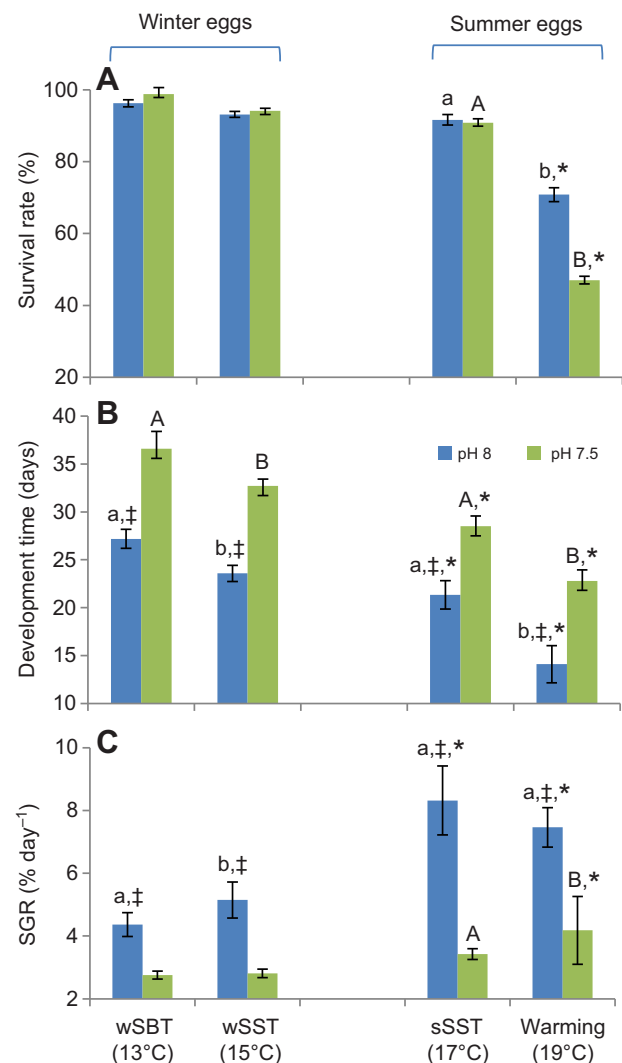 Winter eggs Summer eggs
A
Survival rate (%)
100
80
60
40
20
a A
b,*
B,*
B
Development time (days)
40
35
30
25
20
15
10
pH 8 pH 7.5
a,‡ A
b,‡ B
a,‡,* A,*
b,‡,* B,*
C
SGR (% day⁻¹)
10
8
6
4
2
a,‡
b,‡
a,‡,* A
a,‡,* B,*
wSBT wSST sSST Warming
(13°C) (15°C) (17°C) (19°C)